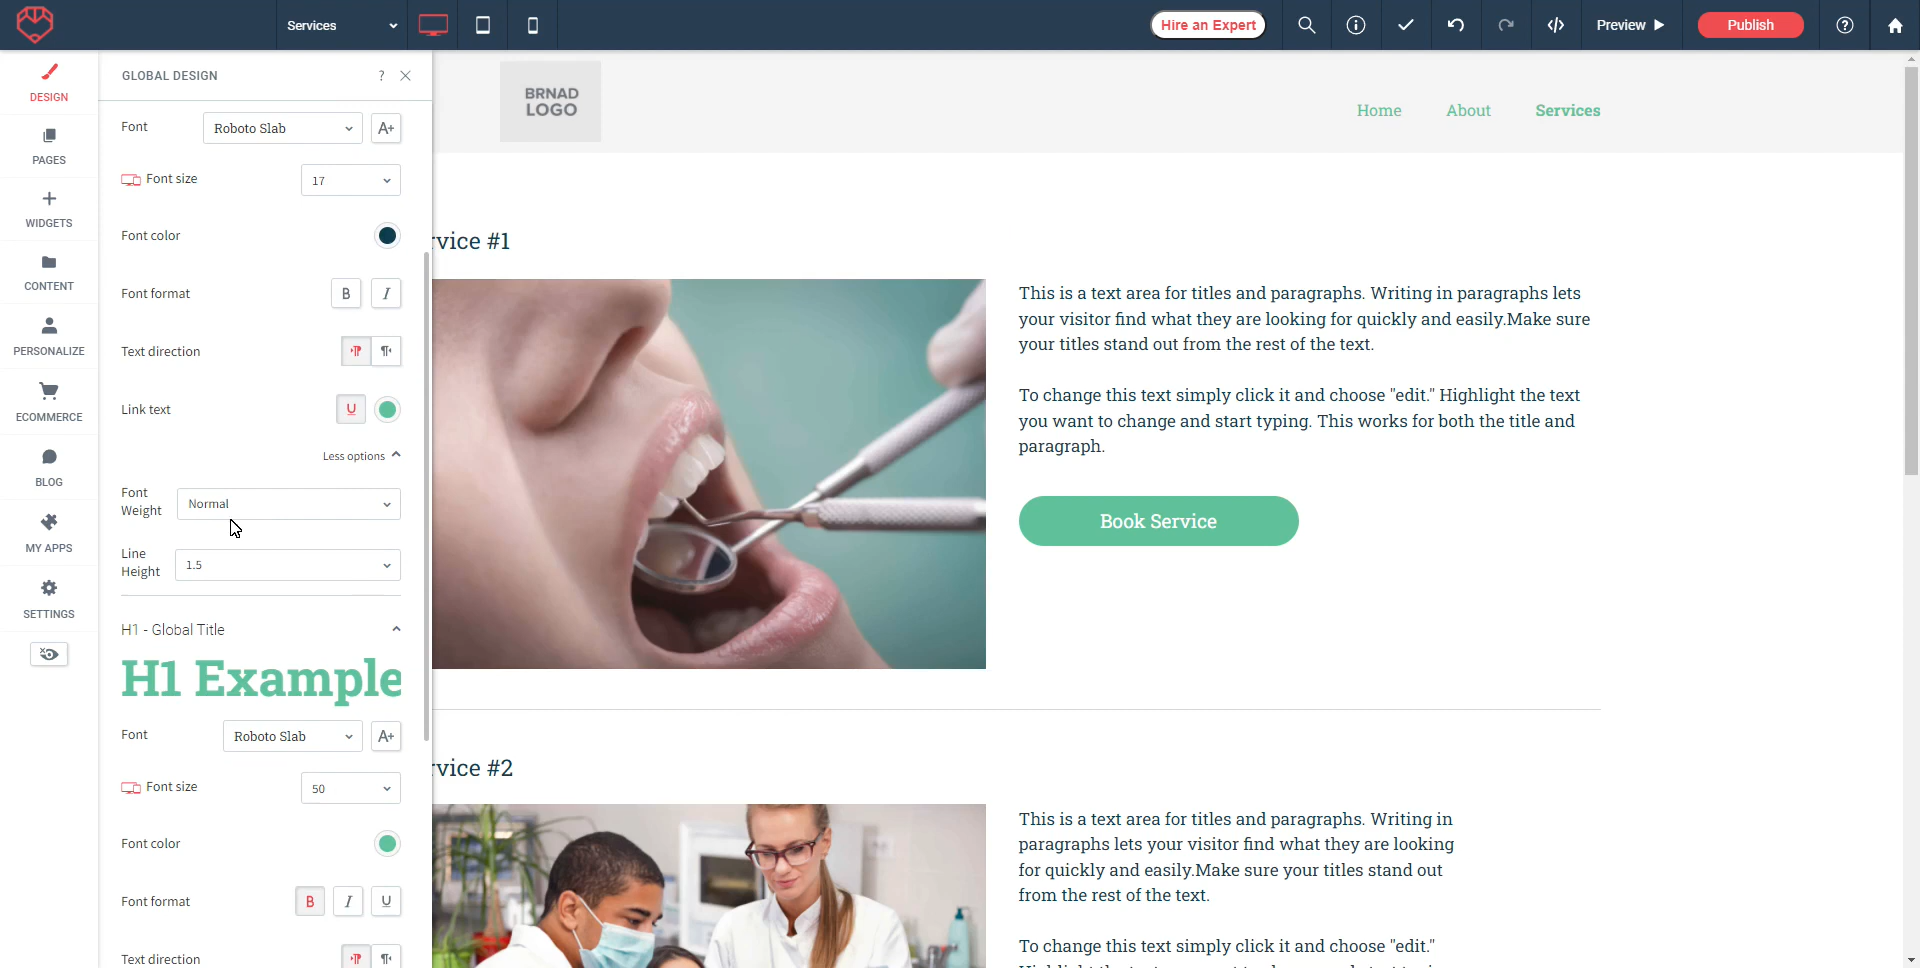 Services
Hire an Expert
Preview
Publish
DESIGN
PAGES
WIDGETS
CONTENT
PERSONALIZE
ECOMMERCE
BLOG
MY APPS
SETTINGS
GLOBAL DESIGN ?
Font Roboto Slab A+
Font size 17
Font color
Font format B I
Text direction
Link text U
Less options
Font
Weight Normal
Line
Height 1.5
H1 - Global Title
H1 Example
Font Roboto Slab A+
Font size 50
Font color
Font format B I U
Text direction
BRNAD
LOGO
Home About Services
rvice #1
This is a text area for titles and paragraphs. Writing in paragraphs lets
your visitor find what they are looking for quickly and easily.Make sure
your titles stand out from the rest of the text.
To change this text simply click it and choose "edit." Highlight the text
you want to change and start typing. This works for both the title and
paragraph.
Book Service
rvice #2
This is a text area for titles and paragraphs. Writing in
paragraphs lets your visitor find what they are looking
for quickly and easily.Make sure your titles stand out
from the rest of the text.
To change this text simply click it and choose "edit."